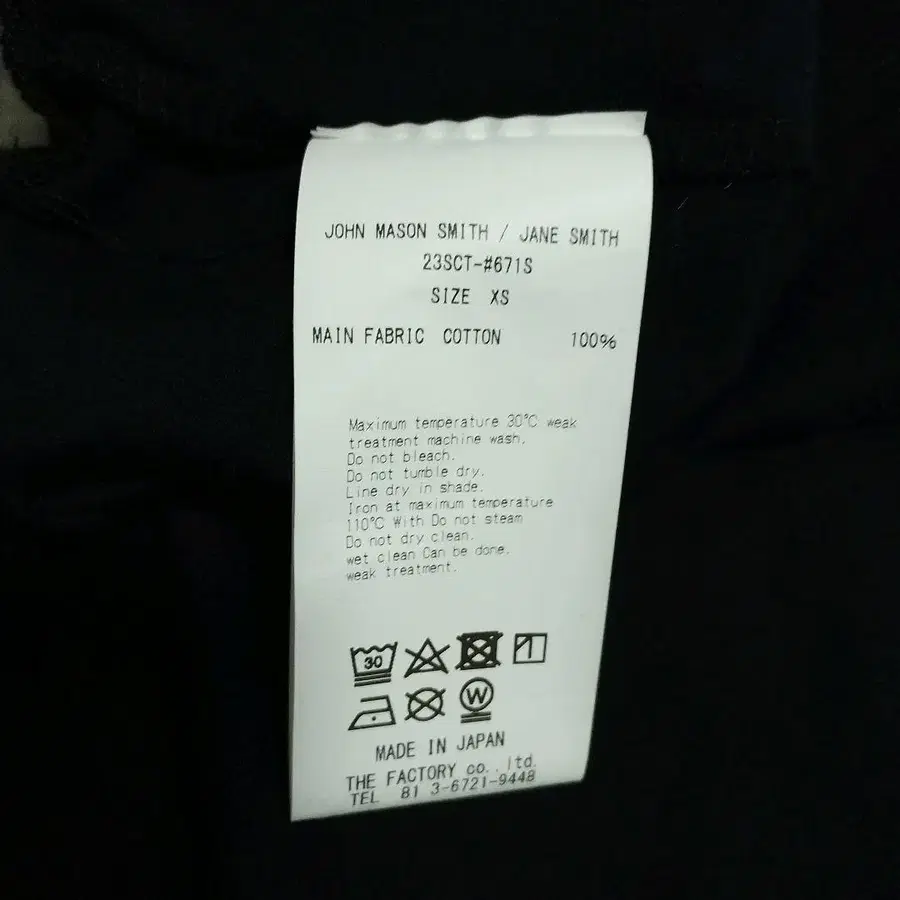 JOHN MASON SMITH / JANE SMITH
23SCT-#671S
SIZE XS
MAIN FABRIC COTTON 100%
Maximum temperature 30°C weak
treatment machine wash.
Do not bleach.
Do not tumble dry.
Line dry in shade.
Iron at maximum temperature
110°C With Do not steam
Do not dry clean.
wet clean Can be done.
weak treatment.
30
W
MADE IN JAPAN
THE FACTORY co.,ltd.
TEL 81 3-6721-9448